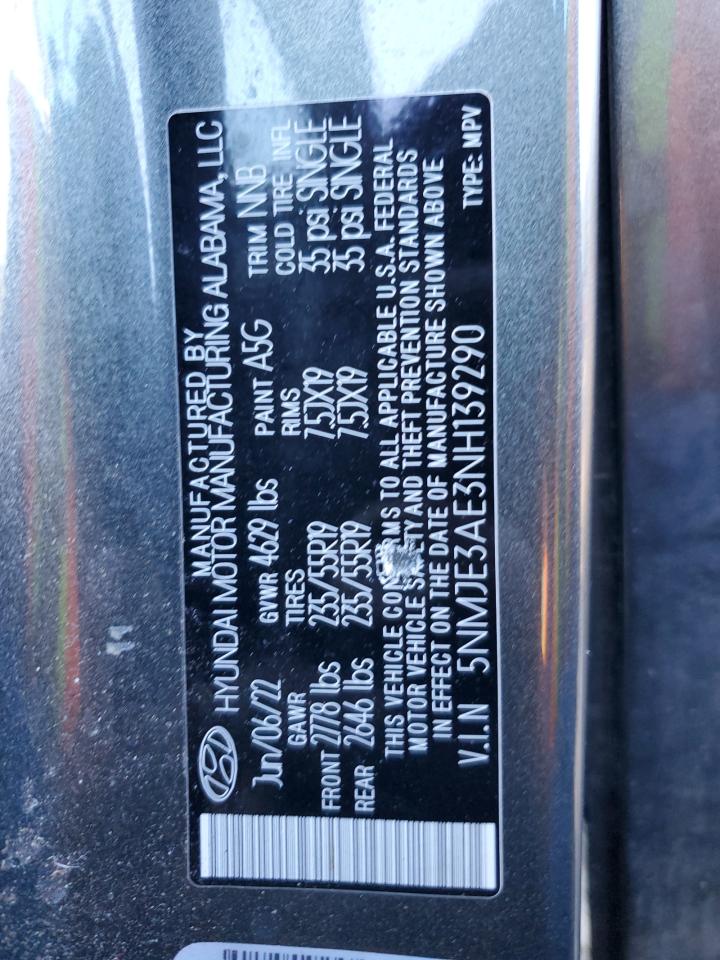 MANUFACTURED BY
HYUNDAI MOTOR MANUFACTURING ALABAMA, LLC
Jun/06/22 GVWR 4629 lbs PAINT A5G TRIM NNB
GAWR TIRES RIMS COLD TIRE INFL
FRONT 2778 lbs 235/55R19 7.5JX19 35 psi SINGLE
REAR 2646 lbs 235/55R19 7.5JX19 35 psi SINGLE
THIS VEHICLE TO ALL APPLICABLE U.S.A. FEDERAL
MOTOR VEHICLE AND THEFT PREVENTION STANDARDS
IN EFFECT ON THE DATE OF MANUFACTURE SHOWN ABOVE
V.I.N 5NMJE3AE3NH139290 TYPE: MPV